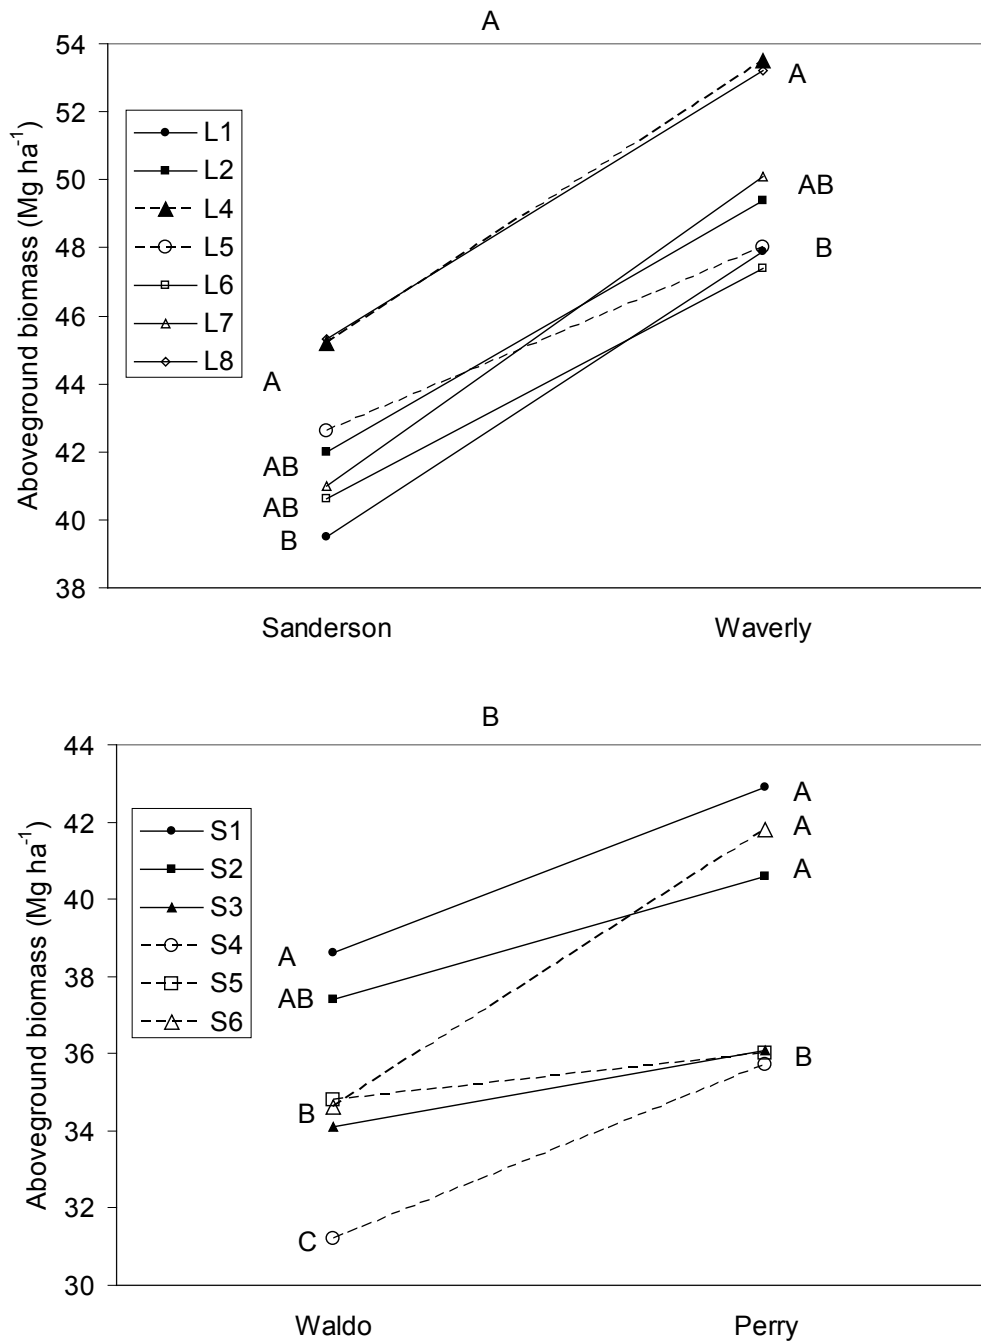 A
Aboveground biomass (Mg ha⁻¹)
54
52
50
48
46
44
42
40
38
L1
L2
L4
L5
L6
L7
L8
A
AB
AB
B
A
AB
B
Sanderson Waverly
B
Aboveground biomass (Mg ha⁻¹)
44
42
40
38
36
34
32
30
S1
S2
S3
S4
S5
S6
A
AB
B
C
A
A
A
B
Waldo Perry